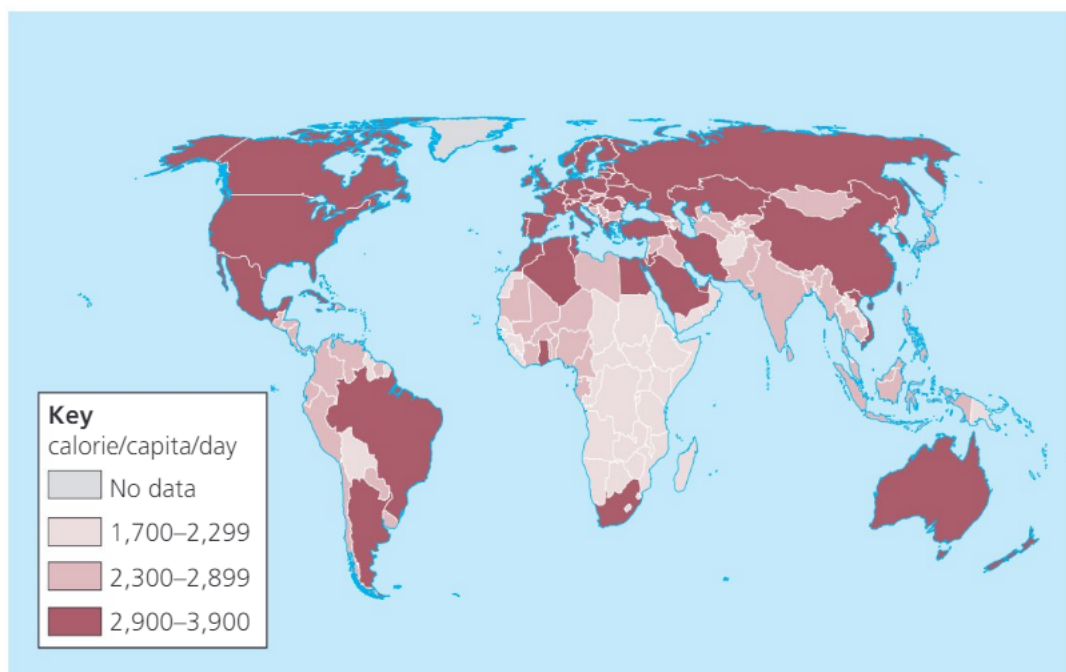 Key
calorie/capita/day
No data
1,700–2,299
2,300–2,899
2,900–3,900